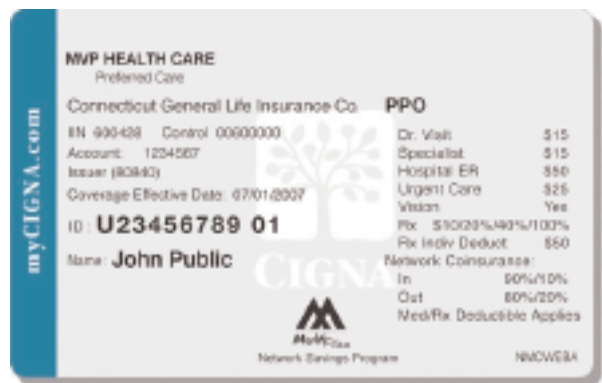 myCIGNA.com
MVP HEALTH CARE
Preferred Care
Connecticut General Life Insurance Co.
IIN 600428 Control 00600000
Account: 1234567
Issuer (80840)
Coverage Effective Date: 07/01/2007
ID: U23456789 01
Name: John Public
CIGNA
PPO
Dr. Visit $15
Specialist $15
Hospital ER $50
Urgent Care $25
Vision Yes
Rx $10/20%/40%/100%
Rx Indiv Deduct $50
Network Coinsurance:
In 90%/10%
Out 80%/20%
Med/Rx Deductible Applies
MultiPlan
Network Savings Program